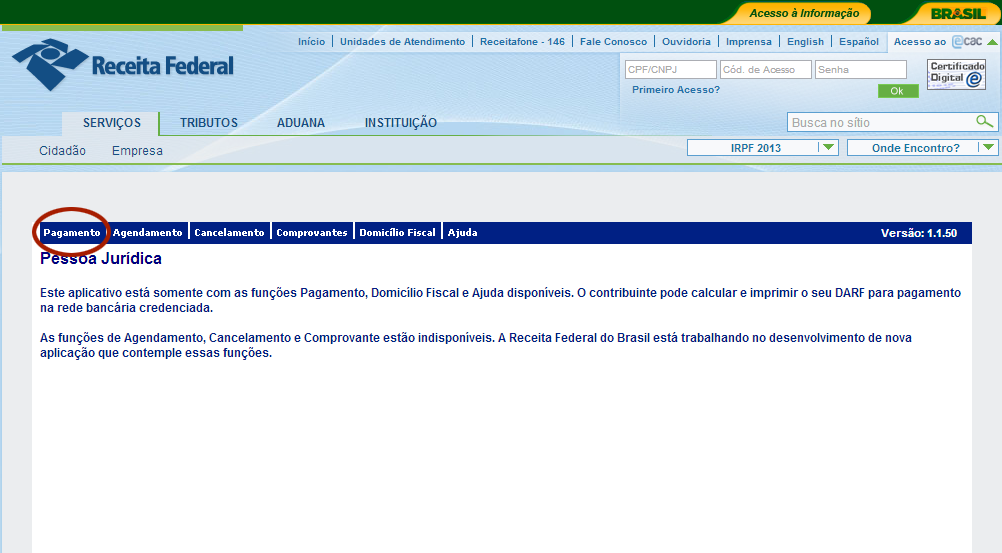 Acesso à Informação
BRASIL
Início
Unidades de Atendimento
Receitafone - 146
Fale Conosco
Ouvidoria
Imprensa
English
Español
Acesso ao ecac
Receita Federal
CPF/CNPJ
Cód. de Acesso
Senha
Certificado
Digital
Primeiro Acesso?
Ok
SERVIÇOS
TRIBUTOS
ADUANA
INSTITUIÇÃO
Busca no sítio
Cidadão
Empresa
IRPF 2013
Onde Encontro?
Pagamento
Agendamento
Cancelamento
Comprovantes
Domicílio Fiscal
Ajuda
Versão: 1.1.50
Pessoa Jurídica
Este aplicativo está somente com as funções Pagamento, Domicílio Fiscal e Ajuda disponíveis. O contribuinte pode calcular e imprimir o seu DARF para pagamento
na rede bancária credenciada.
As funções de Agendamento, Cancelamento e Comprovante estão indisponíveis. A Receita Federal do Brasil está trabalhando no desenvolvimento de nova
aplicação que contemple essas funções.